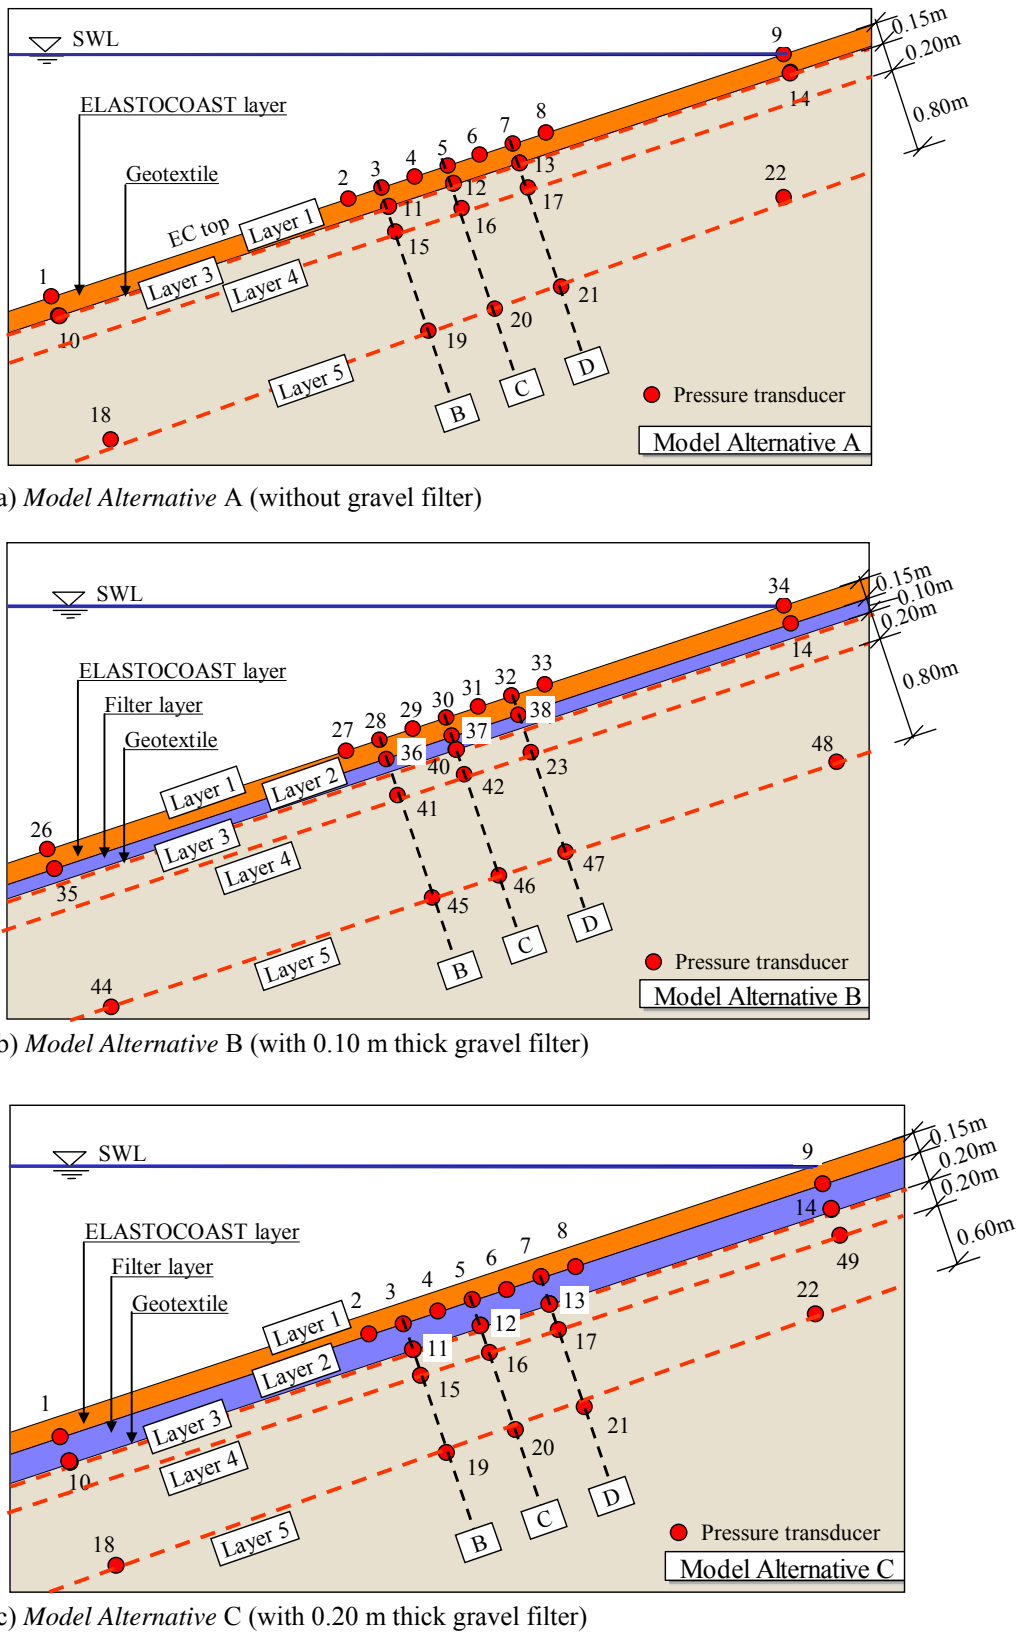 SWL
9
0.15m
0.20m
0.80m
14
ELASTOCOAST layer
Geotextile
8
7
6
5
4
3
2
13
12
11
17
16
15
22
EC top
Layer 1
Layer 3
Layer 4
1
10
21
20
19
Layer 5
18
D
C
B
Pressure transducer
Model Alternative A
a) Model Alternative A (without gravel filter)
SWL
34
0.15m
0.10m
0.20m
0.80m
14
ELASTOCOAST layer
Filter layer
Geotextile
33
32
31
30
29
28
27
38
37
36
40
23
42
41
48
Layer 2
Layer 1
Layer 3
Layer 4
26
35
47
46
45
Layer 5
44
D
C
B
Pressure transducer
Model Alternative B
b) Model Alternative B (with 0.10 m thick gravel filter)
SWL
9
0.15m
0.20m
0.20m
0.60m
14
49
ELASTOCOAST layer
Filter layer
Geotextile
8
7
6
5
4
3
2
13
12
11
17
16
15
22
Layer 1
Layer 2
Layer 3
Layer 4
1
10
21
20
19
Layer 5
18
D
C
B
Pressure transducer
Model Alternative C
c) Model Alternative C (with 0.20 m thick gravel filter)